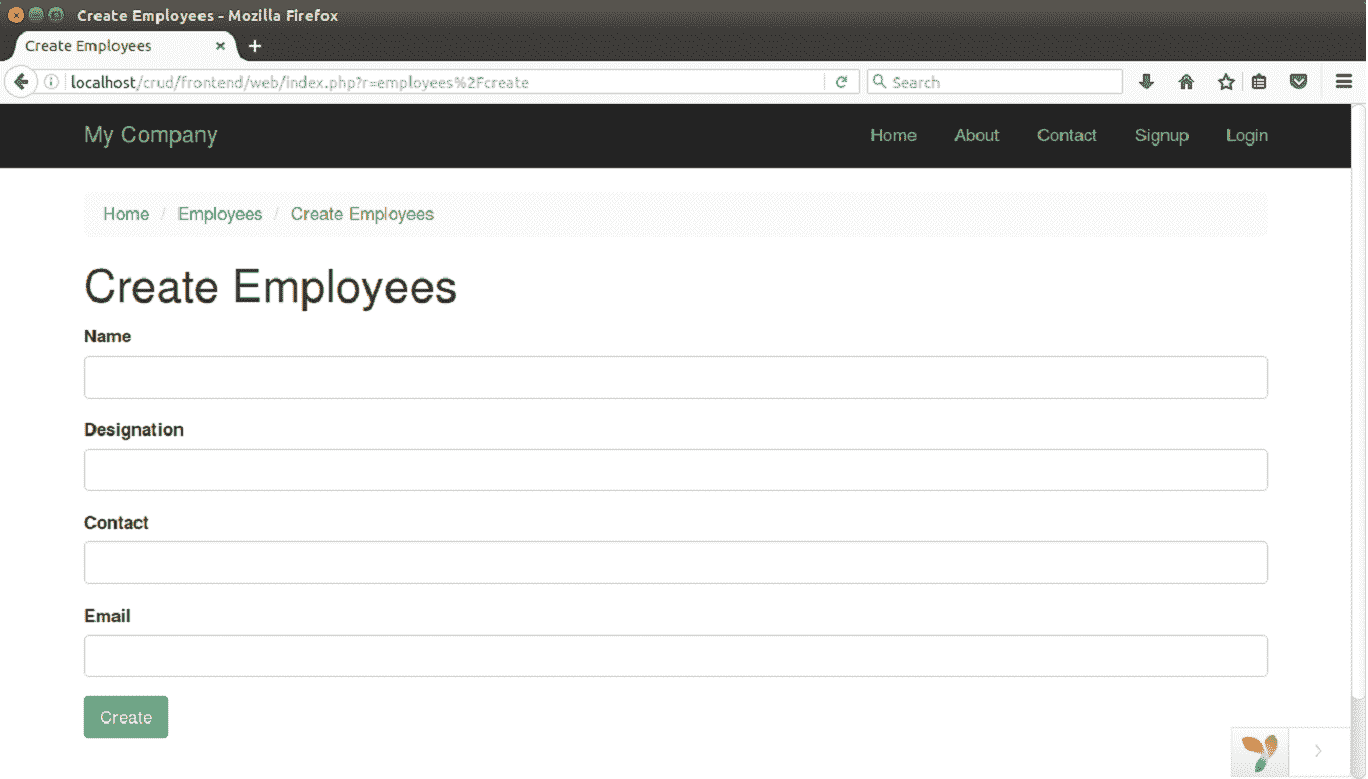 Create Employees - Mozilla Firefox
Create Employees
localhost/crud/frontend/web/index.php?r=employees%2Fcreate
Search
My Company
Home About Contact Signup Login
Home / Employees / Create Employees
Create Employees
Name
Designation
Contact
Email
Create